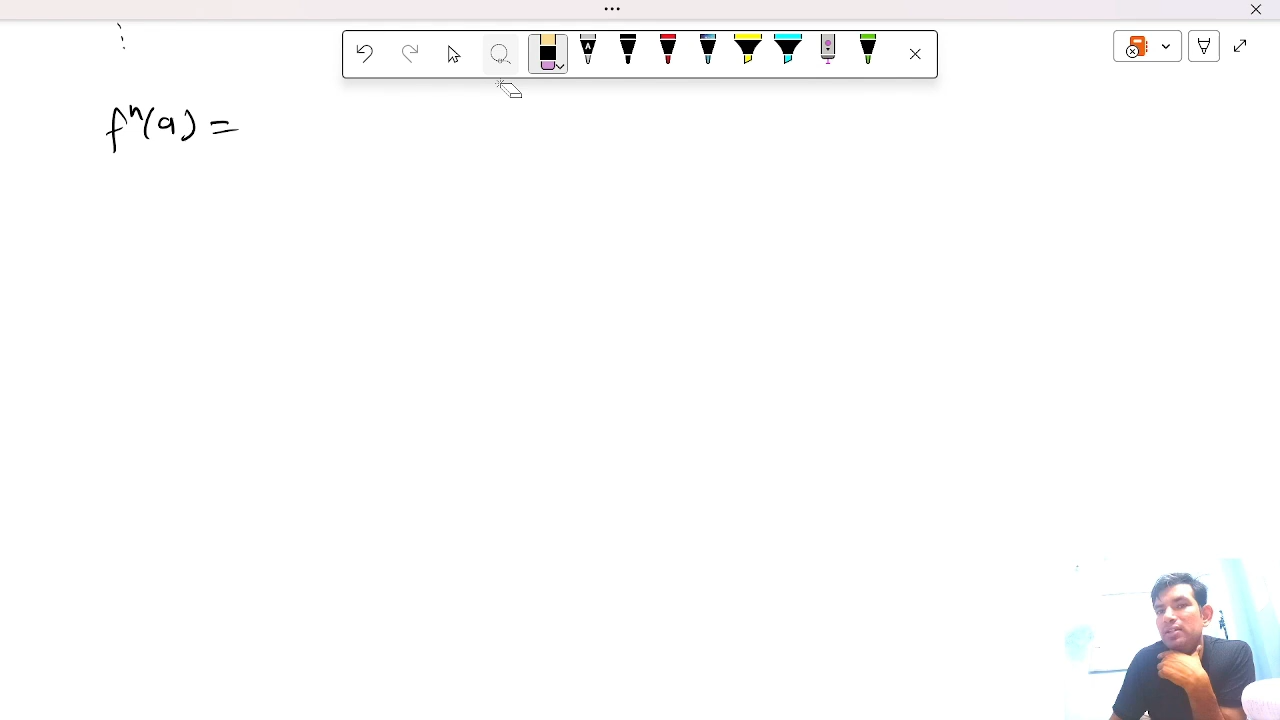 fⁿ(a) =